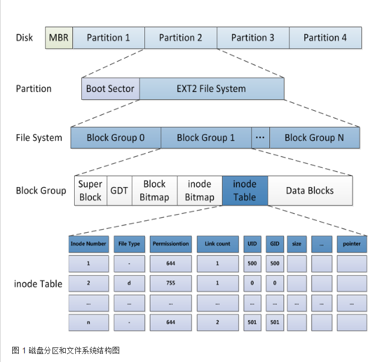 Disk MBR Partition 1 Partition 2 Partition 3 Partition 4
Partition Boot Sector EXT2 File System
File System Block Group 0 Block Group 1 ... Block Group N
Block Group Super Block GDT Block Bitmap inode Bitmap inode Table Data Blocks
inode Table
Inode Number File Type Permissiontion Link count UID GID size ... pointer
1 - 644 1 500 500
2 d 755 1 0 0
... ... ... ... ... ...
n - 644 2 501 501
图 1 磁盘分区和文件系统结构图